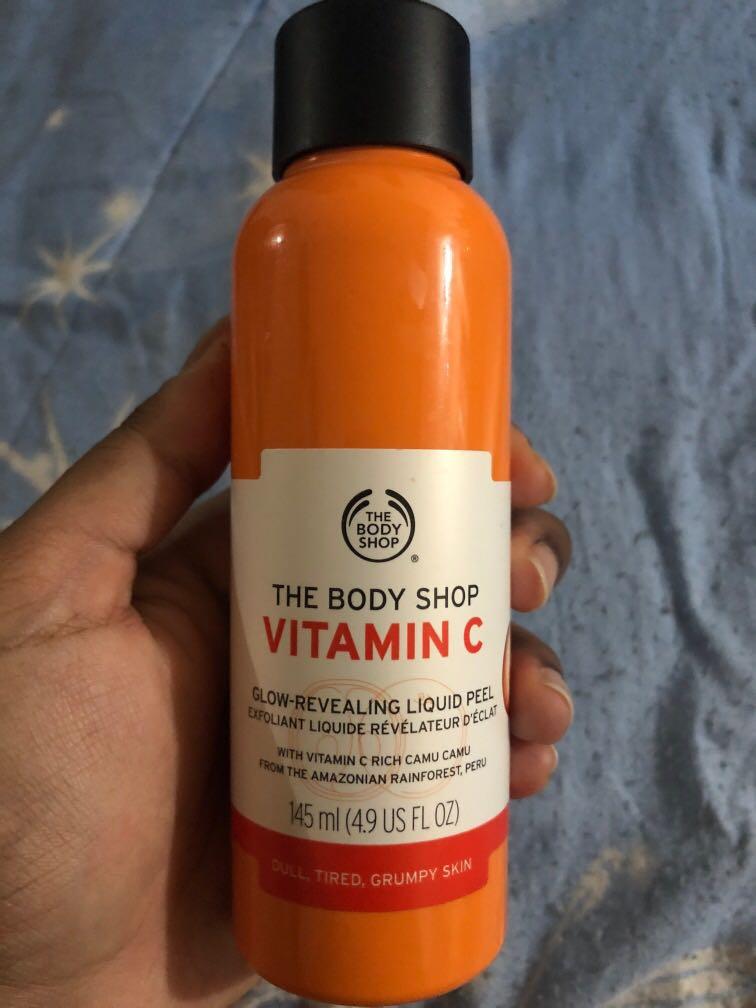 THE
BODY
SHOP
®
THE BODY SHOP
VITAMIN C
GLOW-REVEALING LIQUID PEEL
EXFOLIANT LIQUIDE RÉVÉLATEUR D'ÉCLAT
WITH VITAMIN C RICH CAMU CAMU
FROM THE AMAZONIAN RAINFOREST, PERU
145 ml (4.9 US FL OZ)
DULL, TIRED, GRUMPY SKIN